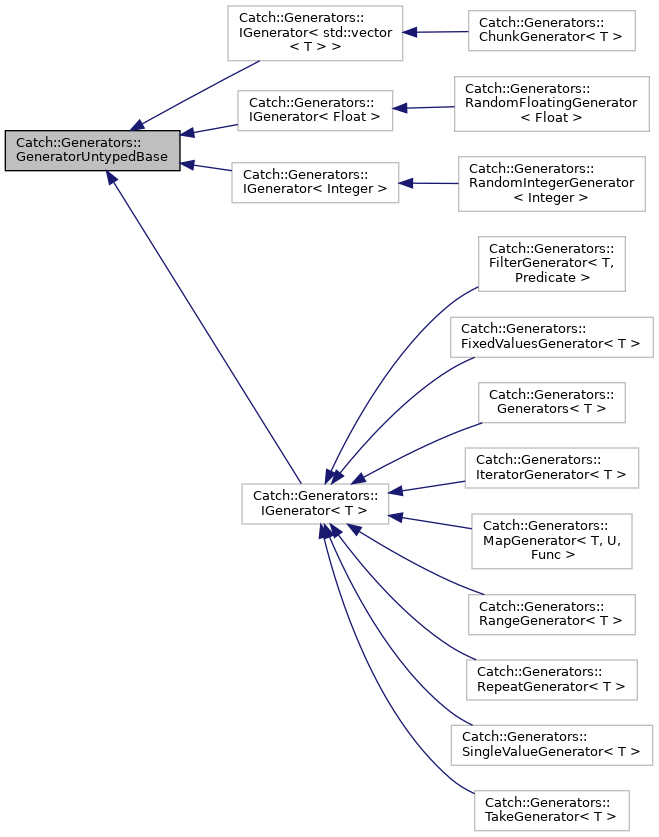 Catch::Generators::
GeneratorUntypedBase
Catch::Generators::
IGenerator< std::vector
< T > >
Catch::Generators::
ChunkGenerator< T >
Catch::Generators::
IGenerator< Float >
Catch::Generators::
RandomFloatingGenerator
< Float >
Catch::Generators::
IGenerator< Integer >
Catch::Generators::
RandomIntegerGenerator
< Integer >
Catch::Generators::
IGenerator< T >
Catch::Generators::
FilterGenerator< T,
Predicate >
Catch::Generators::
FixedValuesGenerator< T >
Catch::Generators::
Generators< T >
Catch::Generators::
IteratorGenerator< T >
Catch::Generators::
MapGenerator< T, U,
Func >
Catch::Generators::
RangeGenerator< T >
Catch::Generators::
RepeatGenerator< T >
Catch::Generators::
SingleValueGenerator< T >
Catch::Generators::
TakeGenerator< T >